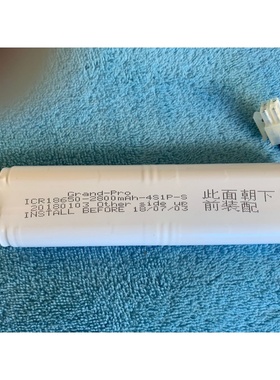 Grand-Pro
ICR18650-2800mAh-4S1P-S
20180103 Other side up
INSTALL BEFORE 18/07/03
此面朝下
前装配